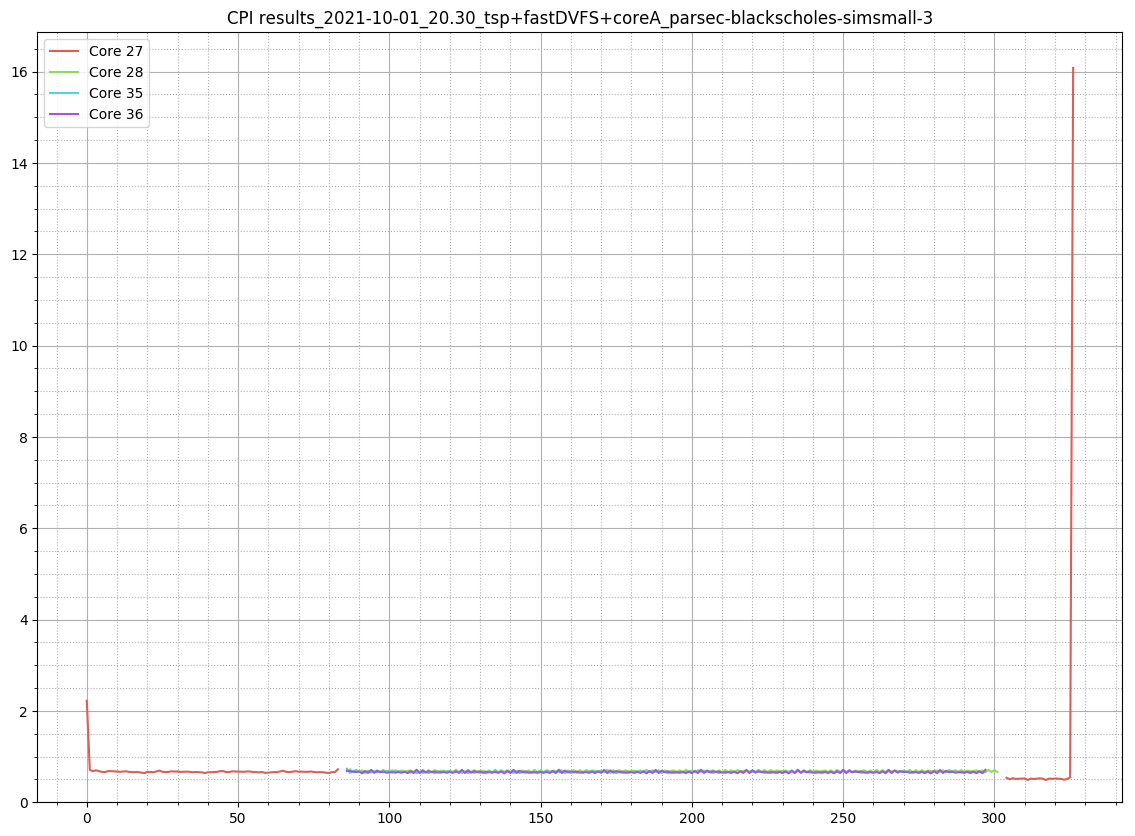 CPI results_2021-10-01_20.30_tsp+fastDVFS+coreA_parsec-blackscholes-simsmall-3
Core 27
Core 28
Core 35
Core 36
16
14
12
10
8
6
4
2
0
0 50 100 150 200 250 300